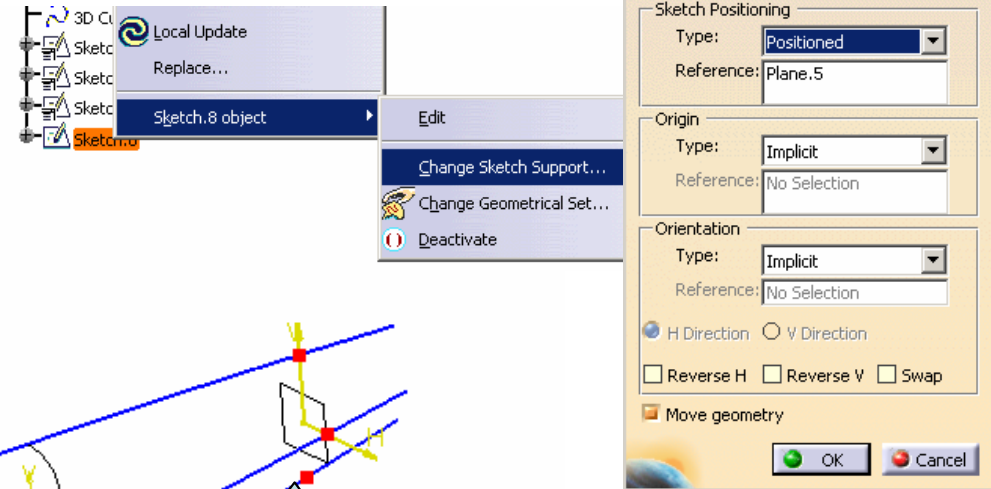 3D Cu
Sketc
Sketc
Sketc
Sketch.8
Local Update
Replace...
Sketch.8 object
Edit
Change Sketch Support...
Change Geometrical Set...
Deactivate
V
H
V
Sketch Positioning
Type: Positioned
Reference: Plane.5
Origin
Type: Implicit
Reference: No Selection
Orientation
Type: Implicit
Reference: No Selection
H Direction V Direction
Reverse H Reverse V Swap
Move geometry
OK Cancel